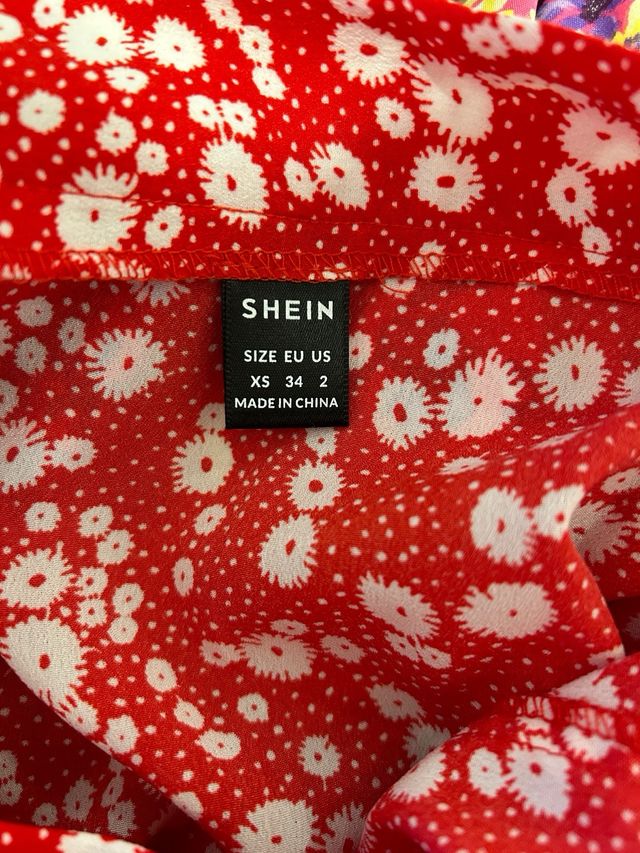 SHEIN
SIZE EU US
XS 34 2
MADE IN CHINA